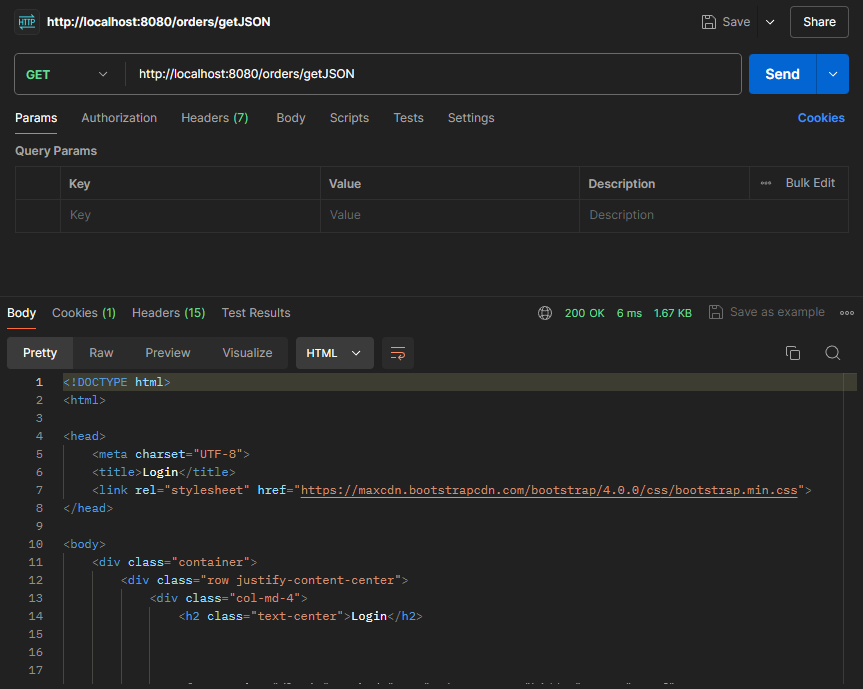 HTTP http://localhost:8080/orders/getJSON Save Share
GET http://localhost:8080/orders/getJSON Send
Params Authorization Headers (7) Body Scripts Tests Settings Cookies
Query Params
Key Value Description Bulk Edit
Key Value Description
Body Cookies (1) Headers (15) Test Results 200 OK 6 ms 1.67 KB Save as example
Pretty Raw Preview Visualize HTML
1 <!DOCTYPE html>
2 <html>
3
4 <head>
5 <meta charset="UTF-8">
6 <title>Login</title>
7 <link rel="stylesheet" href="https://maxcdn.bootstrapcdn.com/bootstrap/4.0.0/css/bootstrap.min.css">
8 </head>
9
10 <body>
11 <div class="container">
12 <div class="row justify-content-center">
13 <div class="col-md-4">
14 <h2 class="text-center">Login</h2>
15
16
17